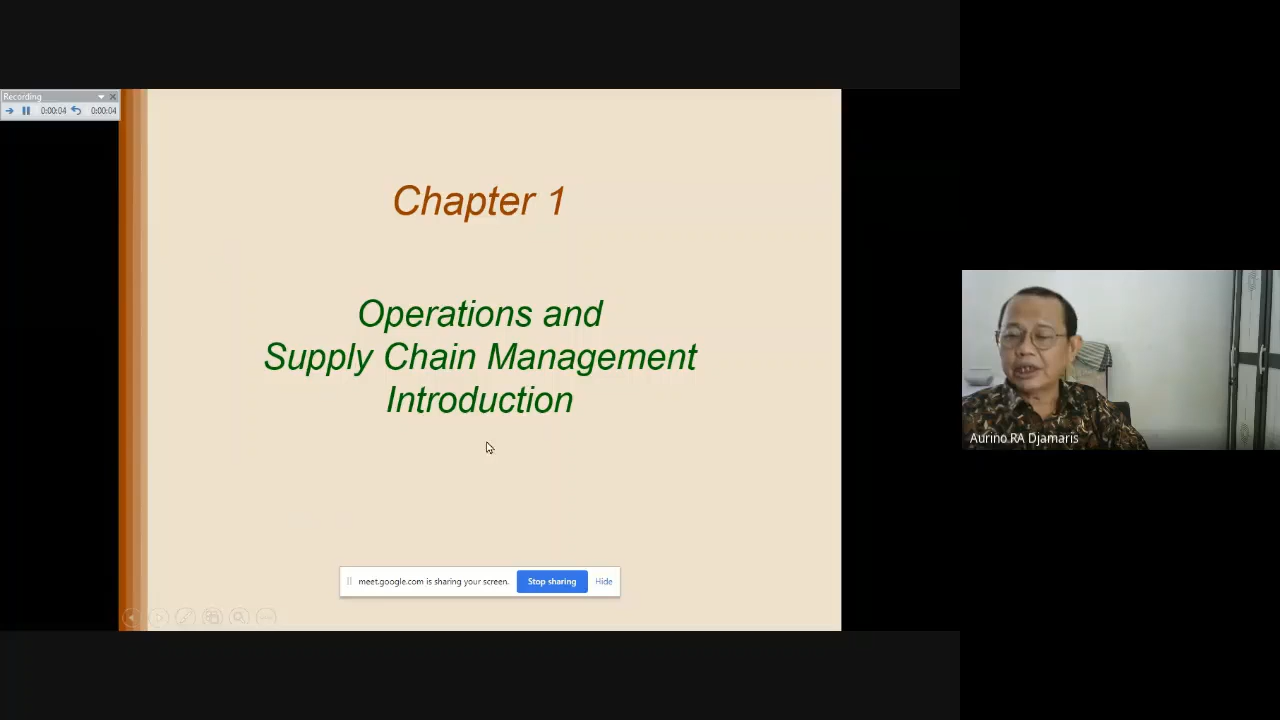 Recording
0:00:04 0:00:04
Chapter 1
Operations and
Supply Chain Management
Introduction
meet.google.com is sharing your screen. Stop sharing Hide
Aurino RA Djamaris